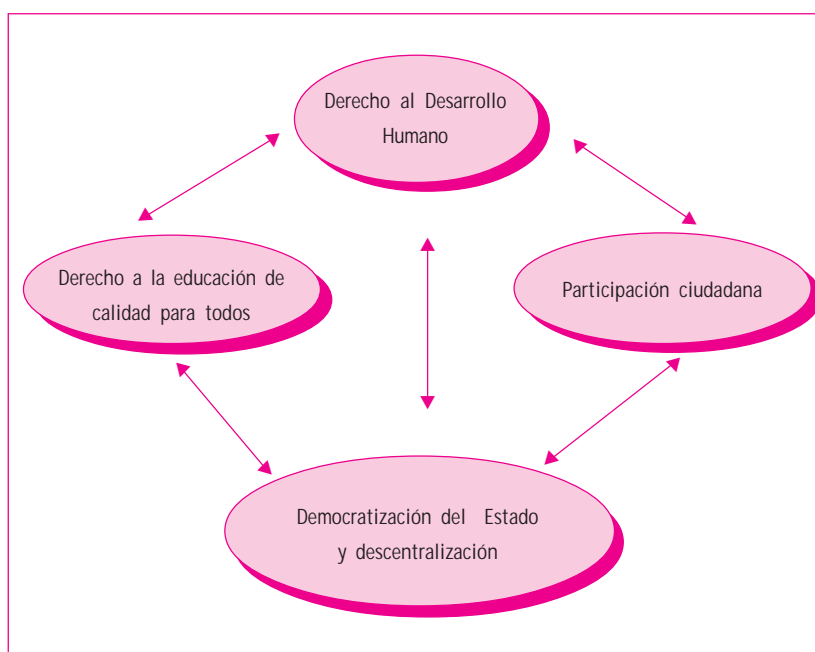 Derecho al Desarrollo
Humano
Derecho a la educación de
calidad para todos
Participación ciudadana
Democratización del Estado
y descentralización